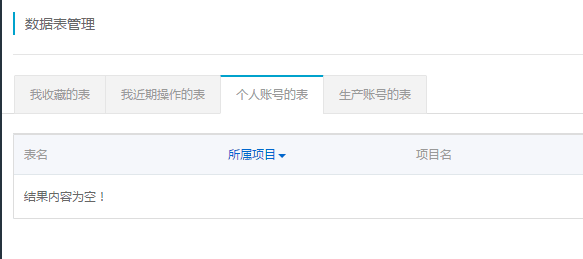 数据表管理
我收藏的表 我近期操作的表 个人账号的表 生产账号的表
表名 所属项目 项目名
结果内容为空！